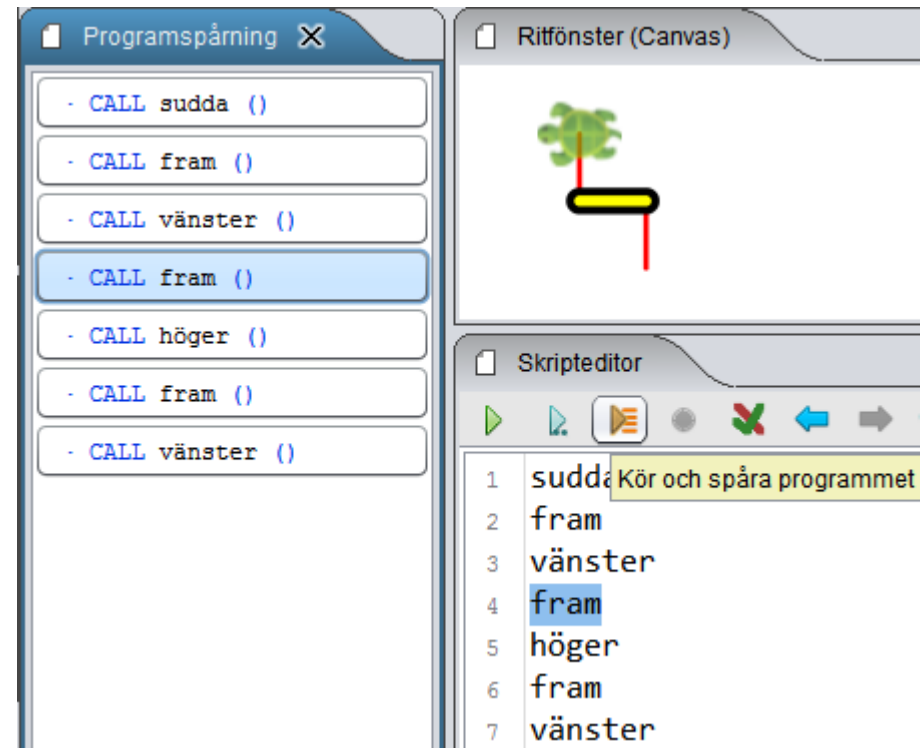 Programspårning
· CALL sudda ()
· CALL fram ()
· CALL vänster ()
· CALL fram ()
· CALL höger ()
· CALL fram ()
· CALL vänster ()
Ritfönster (Canvas)
Skripteditor
Kör och spåra programmet
1 sudda
2 fram
3 vänster
4 fram
5 höger
6 fram
7 vänster